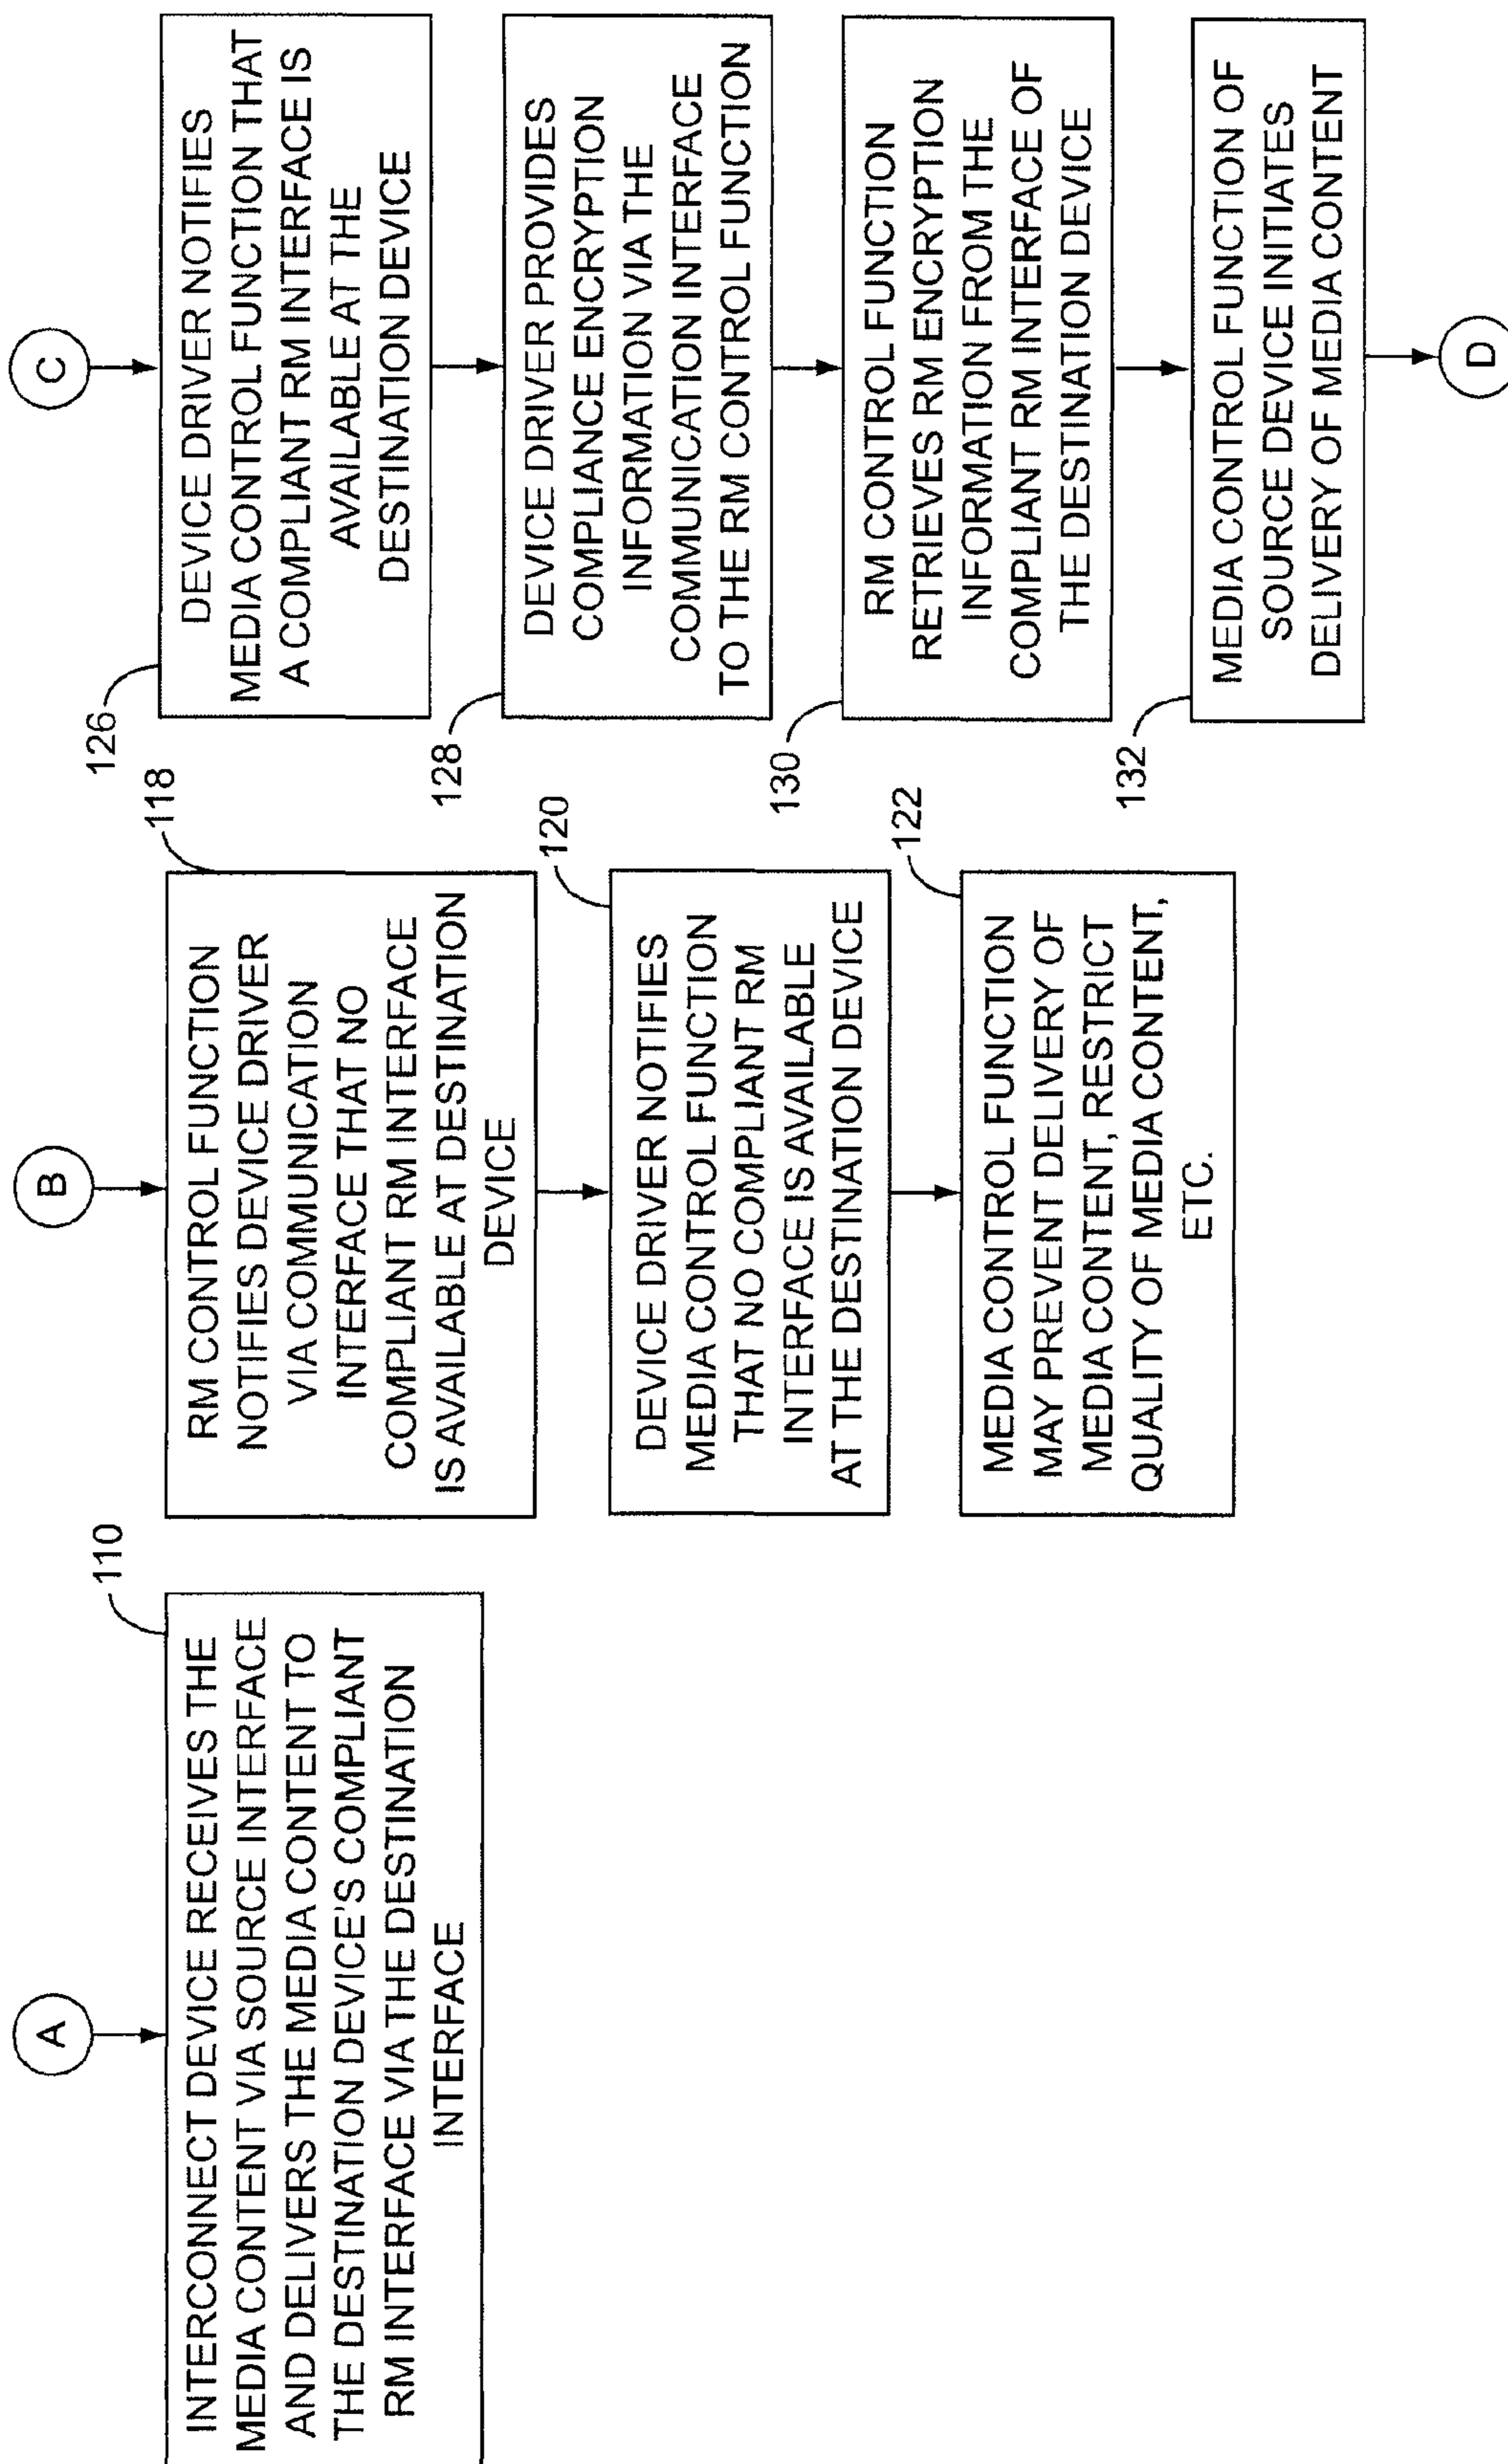 A
110
INTERCONNECT DEVICE RECEIVES THE
MEDIA CONTENT VIA SOURCE INTERFACE
AND DELIVERS THE MEDIA CONTENT TO
THE DESTINATION DEVICE'S COMPLIANT
RM INTERFACE VIA THE DESTINATION
INTERFACE
B
118
RM CONTROL FUNCTION
NOTIFIES DEVICE DRIVER
VIA COMMUNICATION
INTERFACE THAT NO
COMPLIANT RM INTERFACE
IS AVAILABLE AT DESTINATION
DEVICE
120
DEVICE DRIVER NOTIFIES
MEDIA CONTROL FUNCTION
THAT NO COMPLIANT RM
INTERFACE IS AVAILABLE
AT THE DESTINATION DEVICE
122
MEDIA CONTROL FUNCTION
MAY PREVENT DELIVERY OF
MEDIA CONTENT, RESTRICT
QUALITY OF MEDIA CONTENT,
ETC.
C
126
DEVICE DRIVER NOTIFIES
MEDIA CONTROL FUNCTION THAT
A COMPLIANT RM INTERFACE IS
AVAILABLE AT THE
DESTINATION DEVICE
128
DEVICE DRIVER PROVIDES
COMPLIANCE ENCRYPTION
INFORMATION VIA THE
COMMUNICATION INTERFACE
TO THE RM CONTROL FUNCTION
130
RM CONTROL FUNCTION
RETRIEVES RM ENCRYPTION
INFORMATION FROM THE
COMPLIANT RM INTERFACE OF
THE DESTINATION DEVICE
132
MEDIA CONTROL FUNCTION OF
SOURCE DEVICE INITIATES
DELIVERY OF MEDIA CONTENT
D